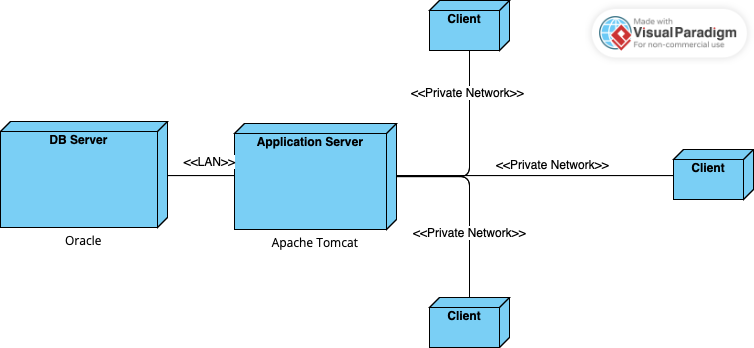 Client
Made with
Visual Paradigm
For non-commercial use
<<Private Network>>
DB Server
Application Server
<<LAN>>
<<Private Network>>
Client
Oracle
Apache Tomcat
<<Private Network>>
Client